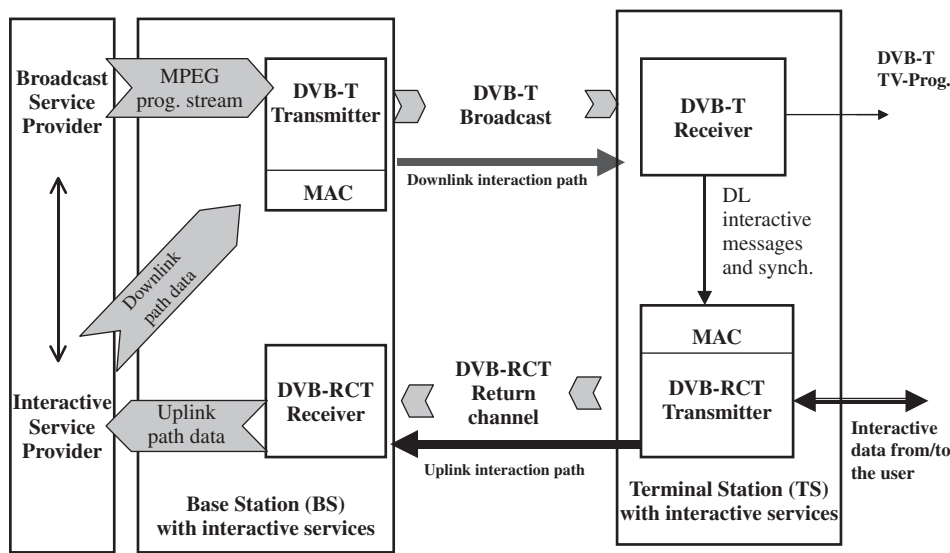 Broadcast
Service
Provider
MPEG
prog. stream
DVB-T
Transmitter
MAC
DVB-T
Broadcast
Downlink interaction path
DVB-T
Receiver
DVB-T
TV-Prog.
DL
interactive
messages
and synch.
Downlink
path data
Interactive
Service
Provider
Uplink
path data
DVB-RCT
Receiver
DVB-RCT
Return
channel
Uplink interaction path
MAC
DVB-RCT
Transmitter
Interactive
data from/to
the user
Base Station (BS)
with interactive services
Terminal Station (TS)
with interactive services